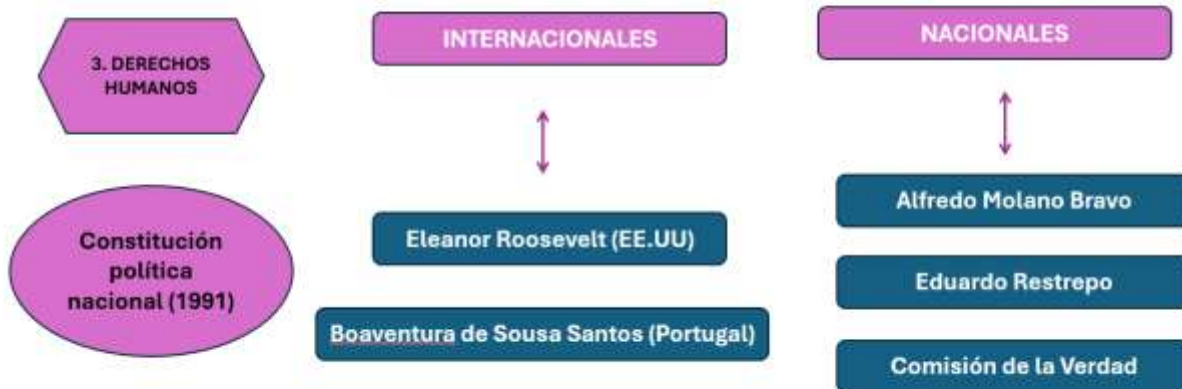 3. DERECHOS
HUMANOS
INTERNACIONALES
NACIONALES
Constitución
política
nacional (1991)
Eleanor Roosevelt (EE.UU)
Boaventura de Sousa Santos (Portugal)
Alfredo Molano Bravo
Eduardo Restrepo
Comisión de la Verdad